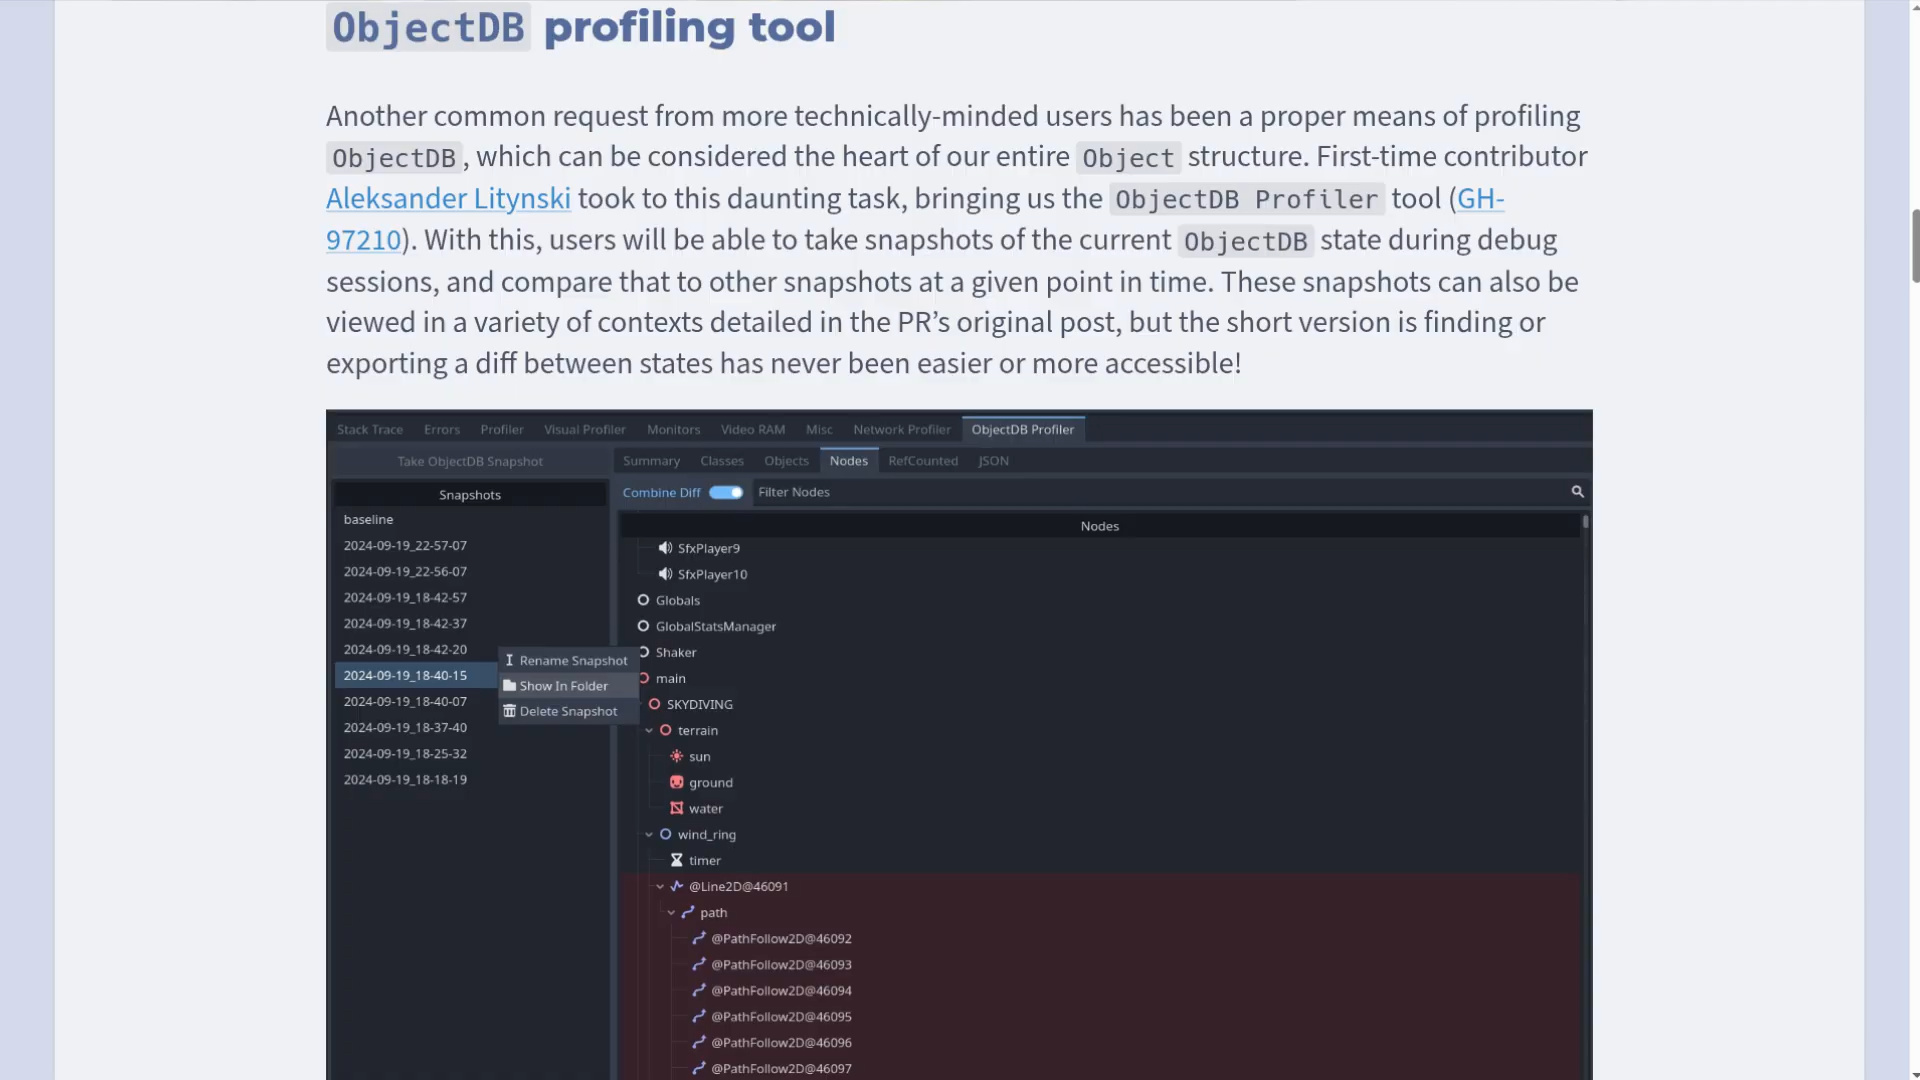 ObjectDB profiling tool
Another common request from more technically-minded users has been a proper means of profiling
ObjectDB, which can be considered the heart of our entire Object structure. First-time contributor
Aleksander Litynski took to this daunting task, bringing us the ObjectDB Profiler tool (GH-
97210). With this, users will be able to take snapshots of the current ObjectDB state during debug
sessions, and compare that to other snapshots at a given point in time. These snapshots can also be
viewed in a variety of contexts detailed in the PR’s original post, but the short version is finding or
exporting a diff between states has never been easier or more accessible!
Stack Trace Errors Profiler Visual Profiler Monitors Video RAM Misc Network Profiler ObjectDB Profiler
Take ObjectDB Snapshot
Summary Classes Objects Nodes RefCounted JSON
Snapshots
baseline
2024-09-19_22-57-07
2024-09-19_22-56-07
2024-09-19_18-42-57
2024-09-19_18-42-37
2024-09-19_18-42-20
2024-09-19_18-40-15
2024-09-19_18-40-07
2024-09-19_18-37-40
2024-09-19_18-25-32
2024-09-19_18-18-19
Rename Snapshot
Show In Folder
Delete Snapshot
Combine Diff Filter Nodes
Nodes
SfxPlayer9
SfxPlayer10
Globals
GlobalStatsManager
Shaker
main
SKYDIVING
terrain
sun
ground
water
wind_ring
timer
@Line2D@46091
path
@PathFollow2D@46092
@PathFollow2D@46093
@PathFollow2D@46094
@PathFollow2D@46095
@PathFollow2D@46096
@PathFollow2D@46097